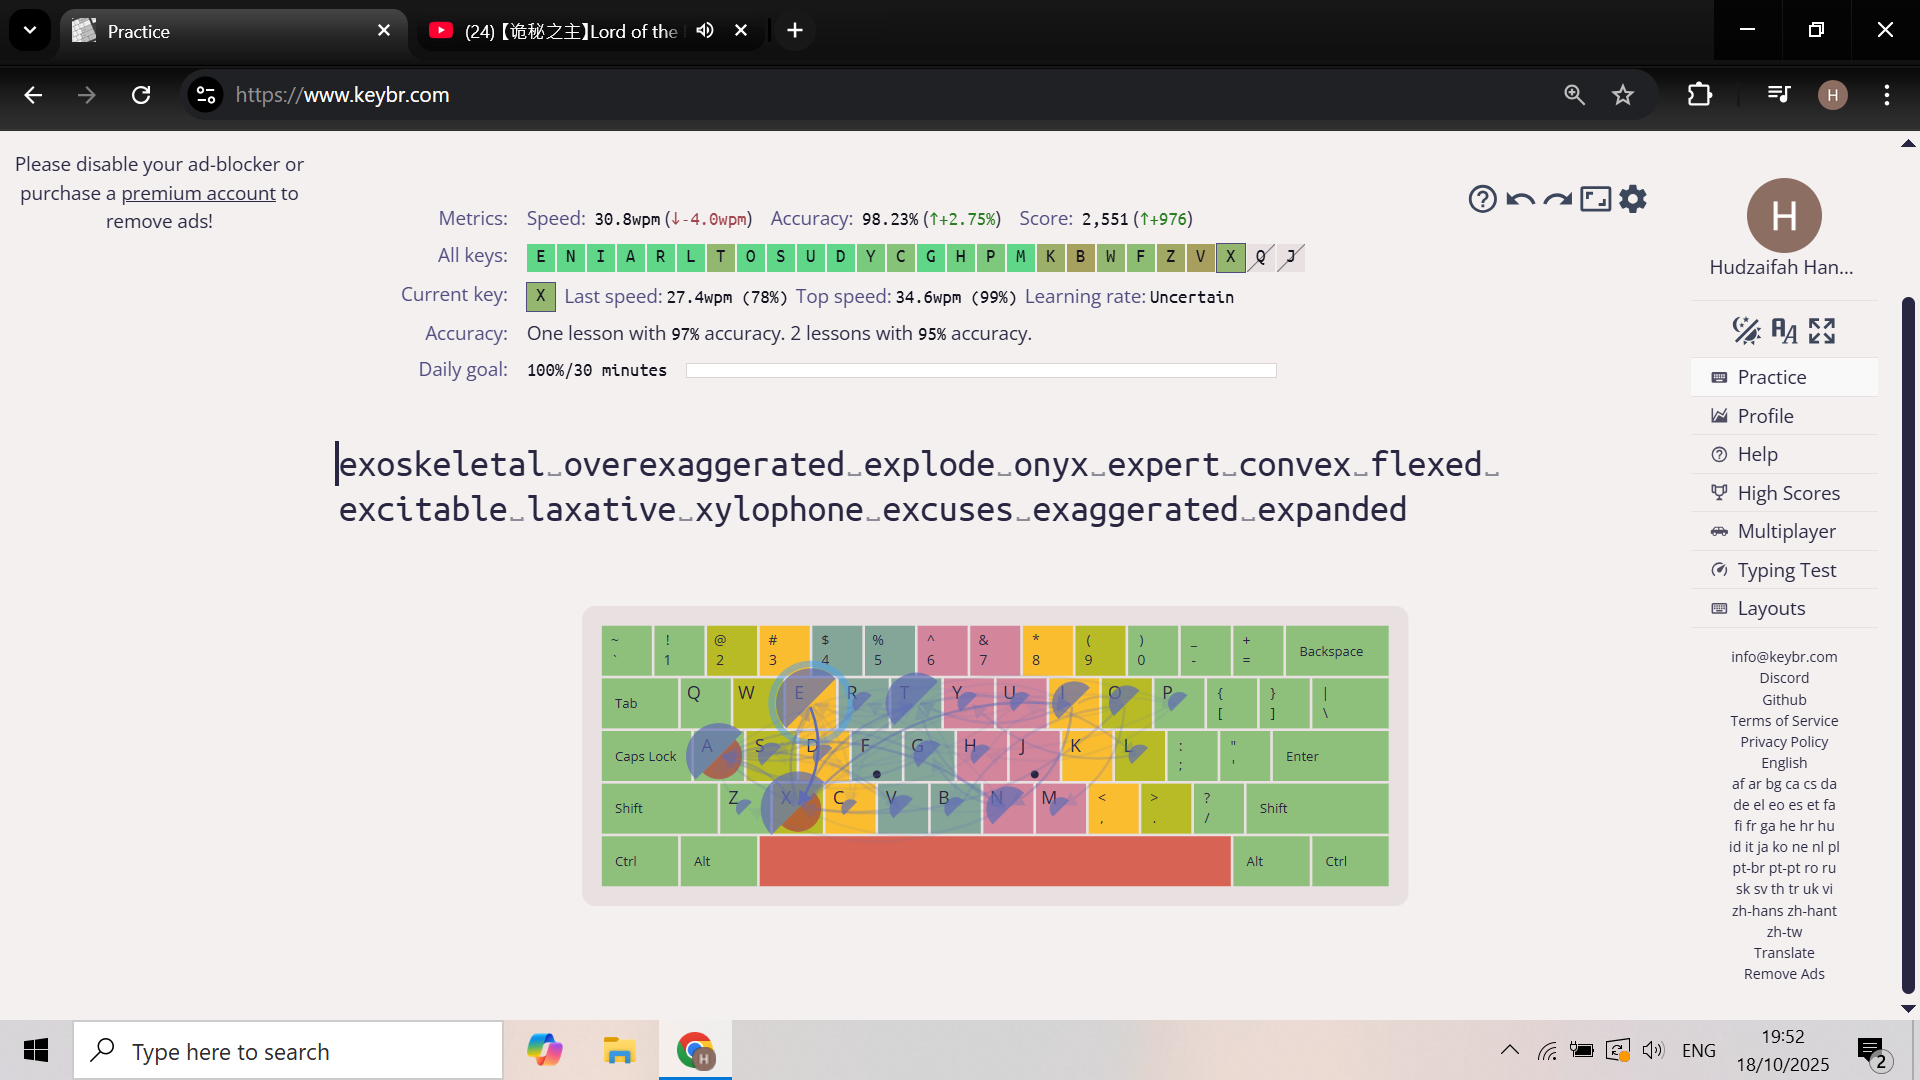 Practice
(24)【诡秘之主】Lord of the
https://www.keybr.com
H
Please disable your ad-blocker or
purchase a premium account to
remove ads!
Metrics: Speed: 30.8wpm (↓-4.0wpm) Accuracy: 98.23% (↑+2.75%) Score: 2,551 (↑+976)
All keys: E N I A R L T O S U D Y C G H P M K B W F Z V X Q J
Current key: X Last speed: 27.4wpm (78%) Top speed: 34.6wpm (99%) Learning rate: Uncertain
Accuracy: One lesson with 97% accuracy. 2 lessons with 95% accuracy.
Daily goal: 100%/30 minutes
exoskeletal␣overexaggerated␣explode␣onyx␣expert␣convex␣flexed␣
excitable␣laxative␣xylophone␣excuses␣exaggerated␣expanded
~ ! @ # $ % ^ & * ( ) _ +
` 1 2 3 4 5 6 7 8 9 0 - = Backspace
Tab Q W E R T Y U I O P { } |
[ ] \
Caps Lock A S D F G H J K L : " Enter
; '
Shift Z X C V B N M < > ? Shift
, . /
Ctrl Alt Alt Ctrl
H
Hudzaifah Han...
Practice
Profile
Help
High Scores
Multiplayer
Typing Test
Layouts
info@keybr.com
Discord
Github
Terms of Service
Privacy Policy
English
af ar bg ca cs da
de el eo es et fa
fi fr ga he hr hu
id it ja ko ne nl pl
pt-br pt-pt ro ru
sk sv th tr uk vi
zh-hans zh-hant
zh-tw
Translate
Remove Ads
Type here to search
H
ENG
19:52
18/10/2025
2